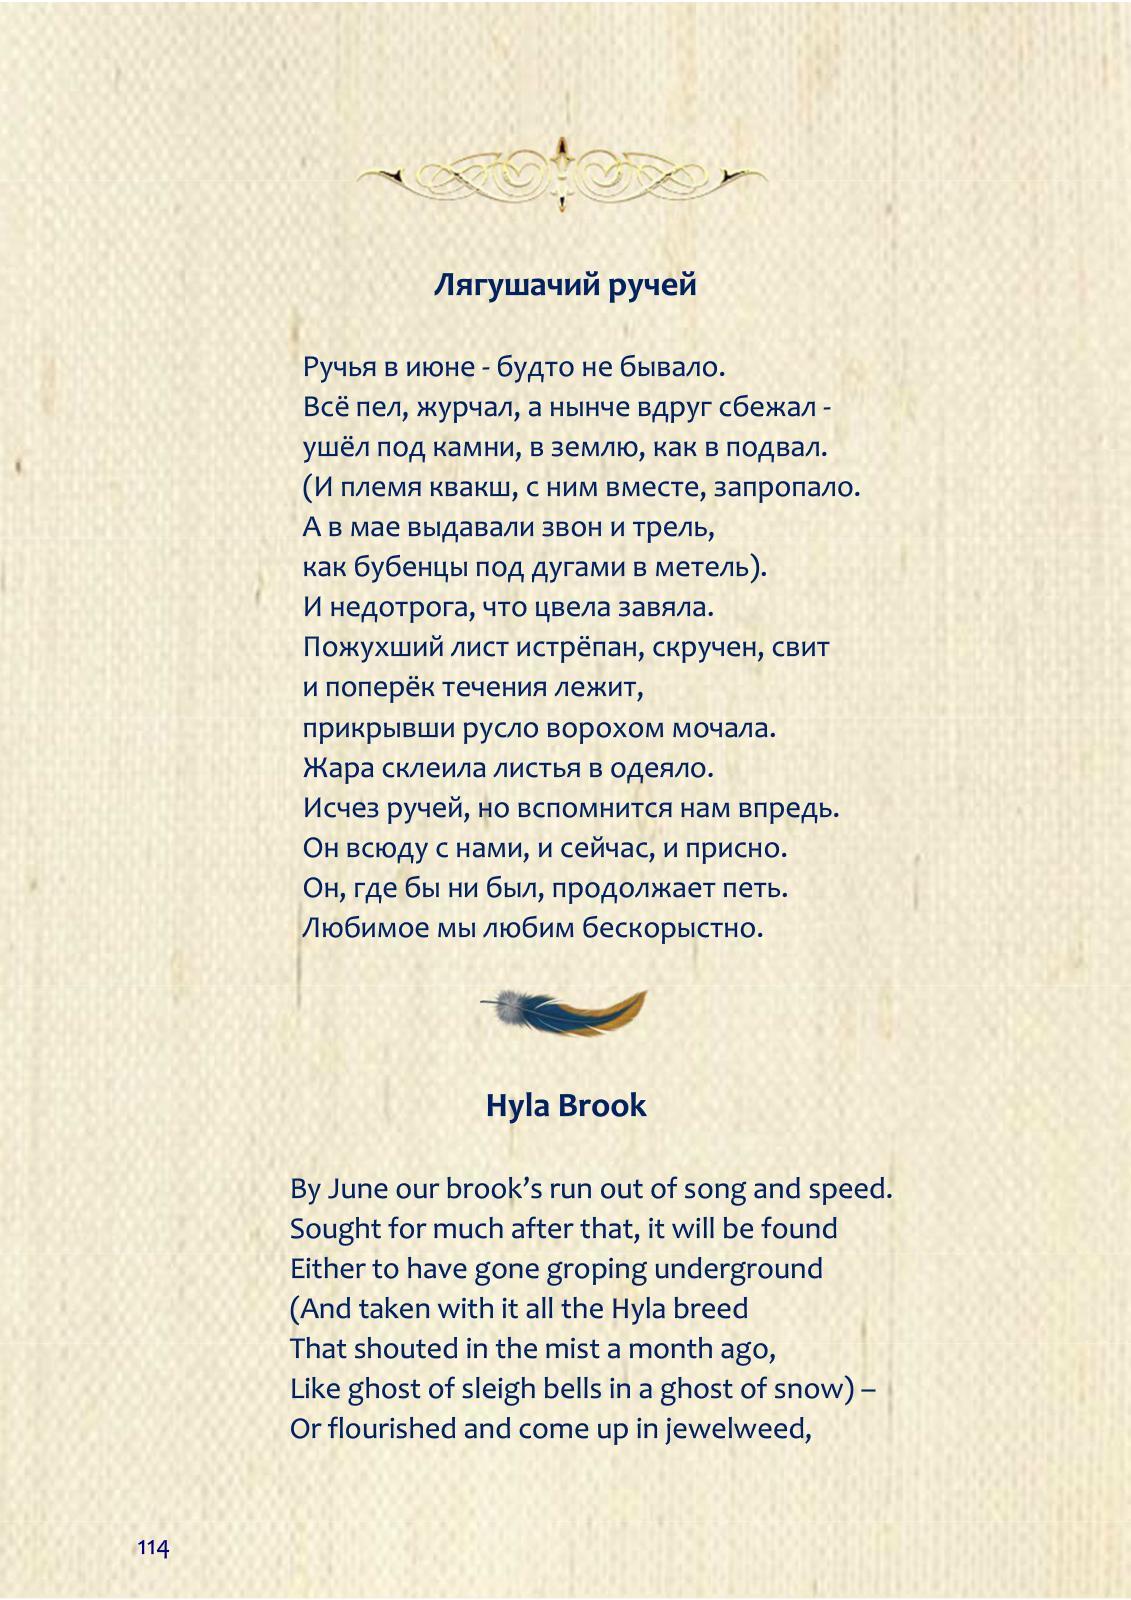 Лягушачий ручей
Ручья в июне - будто не бывало.
Всё пел, журчал, а нынче вдруг сбежал -
ушёл под камни, в землю, как в подвал.
(И племя квакш, с ним вместе, запропало.
А в мае выдавали звон и трель,
как бубенцы под дугами в метель).
И недотрога, что цвела завяла.
Пожухший лист истрёпан, скручен, свит
и поперёк течения лежит,
прикрывши русло ворохом мочала.
Жара склеила листья в одеяло.
Исчез ручей, но вспомнится нам впредь.
Он всюду с нами, и сейчас, и присно.
Он, где бы ни был, продолжает петь.
Любимое мы любим бескорыстно.
Hyla Brook
By June our brook’s run out of song and speed.
Sought for much after that, it will be found
Either to have gone groping underground
(And taken with it all the Hyla breed
That shouted in the mist a month ago,
Like ghost of sleigh bells in a ghost of snow) –
Or flourished and come up in jewelweed,
114